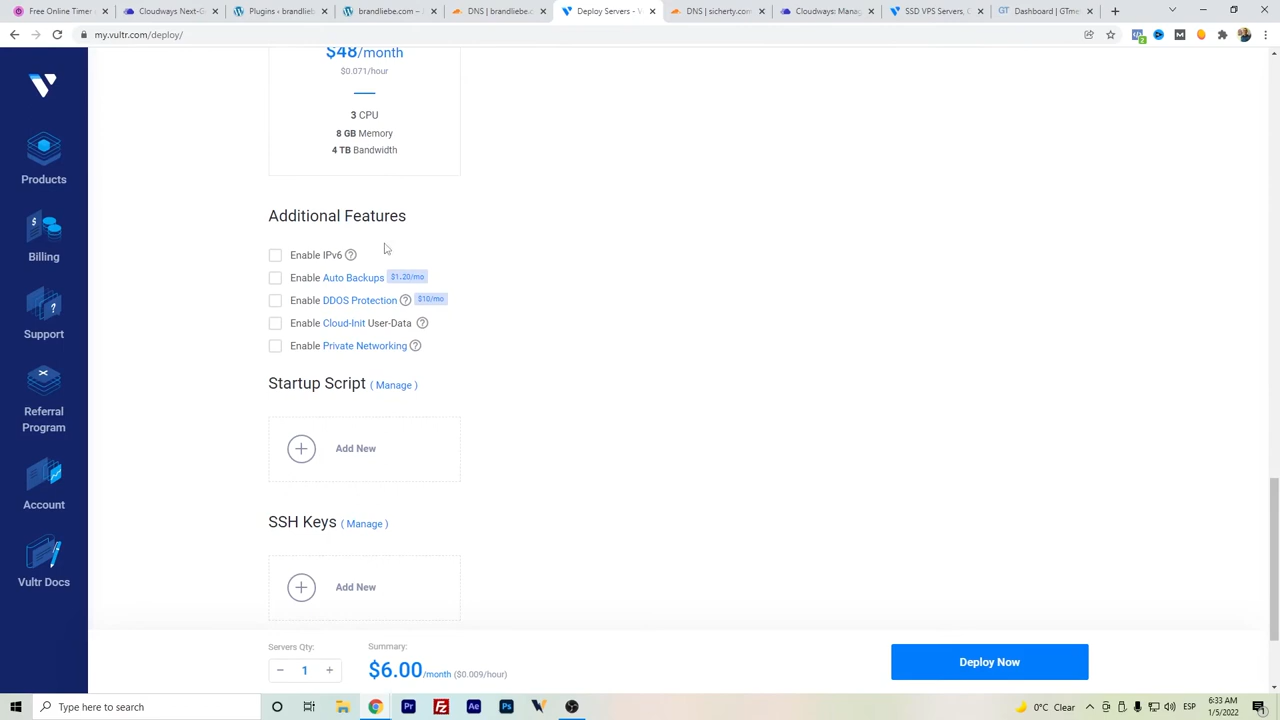 Free Online Timer
Cloudways Next-G
Plugins ‹ brandlieb
brandliebe.com/
DNS | brandliebe.c
Deploy Servers - V
DNS | sicherty.com
Cloudways: Manag
SSD VPS Servers, C
GT Dashboard | GTme
my.vultr.com/deploy/
$48/month
$0.071/hour
3 CPU
8 GB Memory
4 TB Bandwidth
Products
Billing
Support
Referral
Program
Account
Vultr Docs
Additional Features
Enable IPv6 ?
Enable Auto Backups $1.20/mo
Enable DDOS Protection ? $10/mo
Enable Cloud-Init User-Data ?
Enable Private Networking ?
Startup Script ( Manage )
Add New
SSH Keys ( Manage )
Add New
Servers Qty:
− 1 +
Summary:
$6.00/month ($0.009/hour)
Deploy Now
Type here to search
Pr
Fz
Ae
Ps
0°C Clear
ESP
6:33 AM
1/5/2022